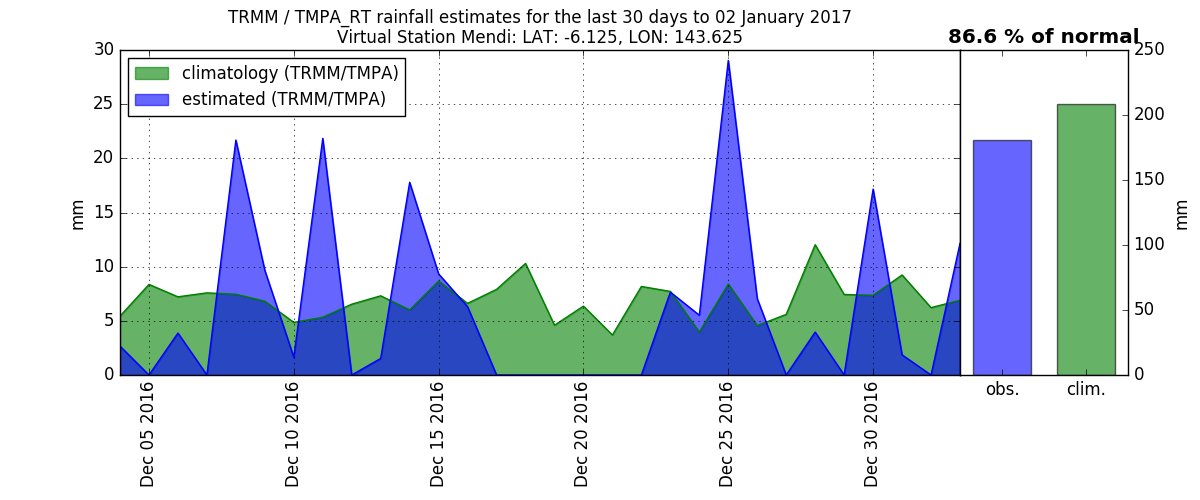 TRMM / TMPA_RT rainfall estimates for the last 30 days to 02 January 2017
Virtual Station Mendi: LAT: -6.125, LON: 143.625
86.6 % of normal
climatology (TRMM/TMPA)
estimated (TRMM/TMPA)
30
25
20
15
10
5
0
mm
250
200
150
100
50
0
mm
Dec 05 2016
Dec 10 2016
Dec 15 2016
Dec 20 2016
Dec 25 2016
Dec 30 2016
obs.
clim.